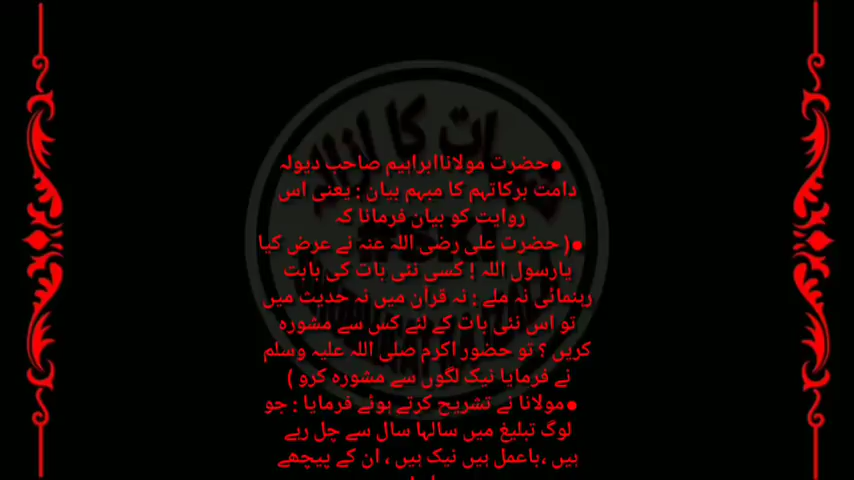 ●حضرت مولاناابراہیم صاحب دیولہ
دامت برکاتہم کا مبہم بیان : یعنی اس
روایت کو بیان فرمانا کہ
●( حضرت علی رضی اللہ عنہ نے عرض کیا
یارسول اللہ ! کسی نئی بات کی بابت
رہنمائی نہ ملے : نہ قرآن میں نہ حدیث میں
تو اس نئی بات کے لئے کس سے مشورہ
کریں ؟ تو حضور اکرم صلی اللہ علیہ وسلم
نے فرمایا نیک لگوں سے مشورہ کرو )
●مولانا نے تشریح کرتے ہوئے فرمایا : جو
لوگ تبلیغ میں سالہا سال سے چل رہے
ہیں ،باعمل ہیں نیک ہیں ، ان کے پیچھے